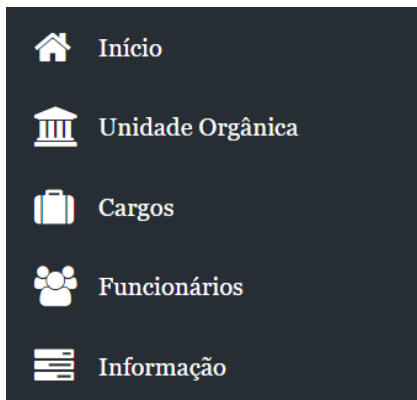 Início
Unidade Orgânica
Cargos
Funcionários
Informação